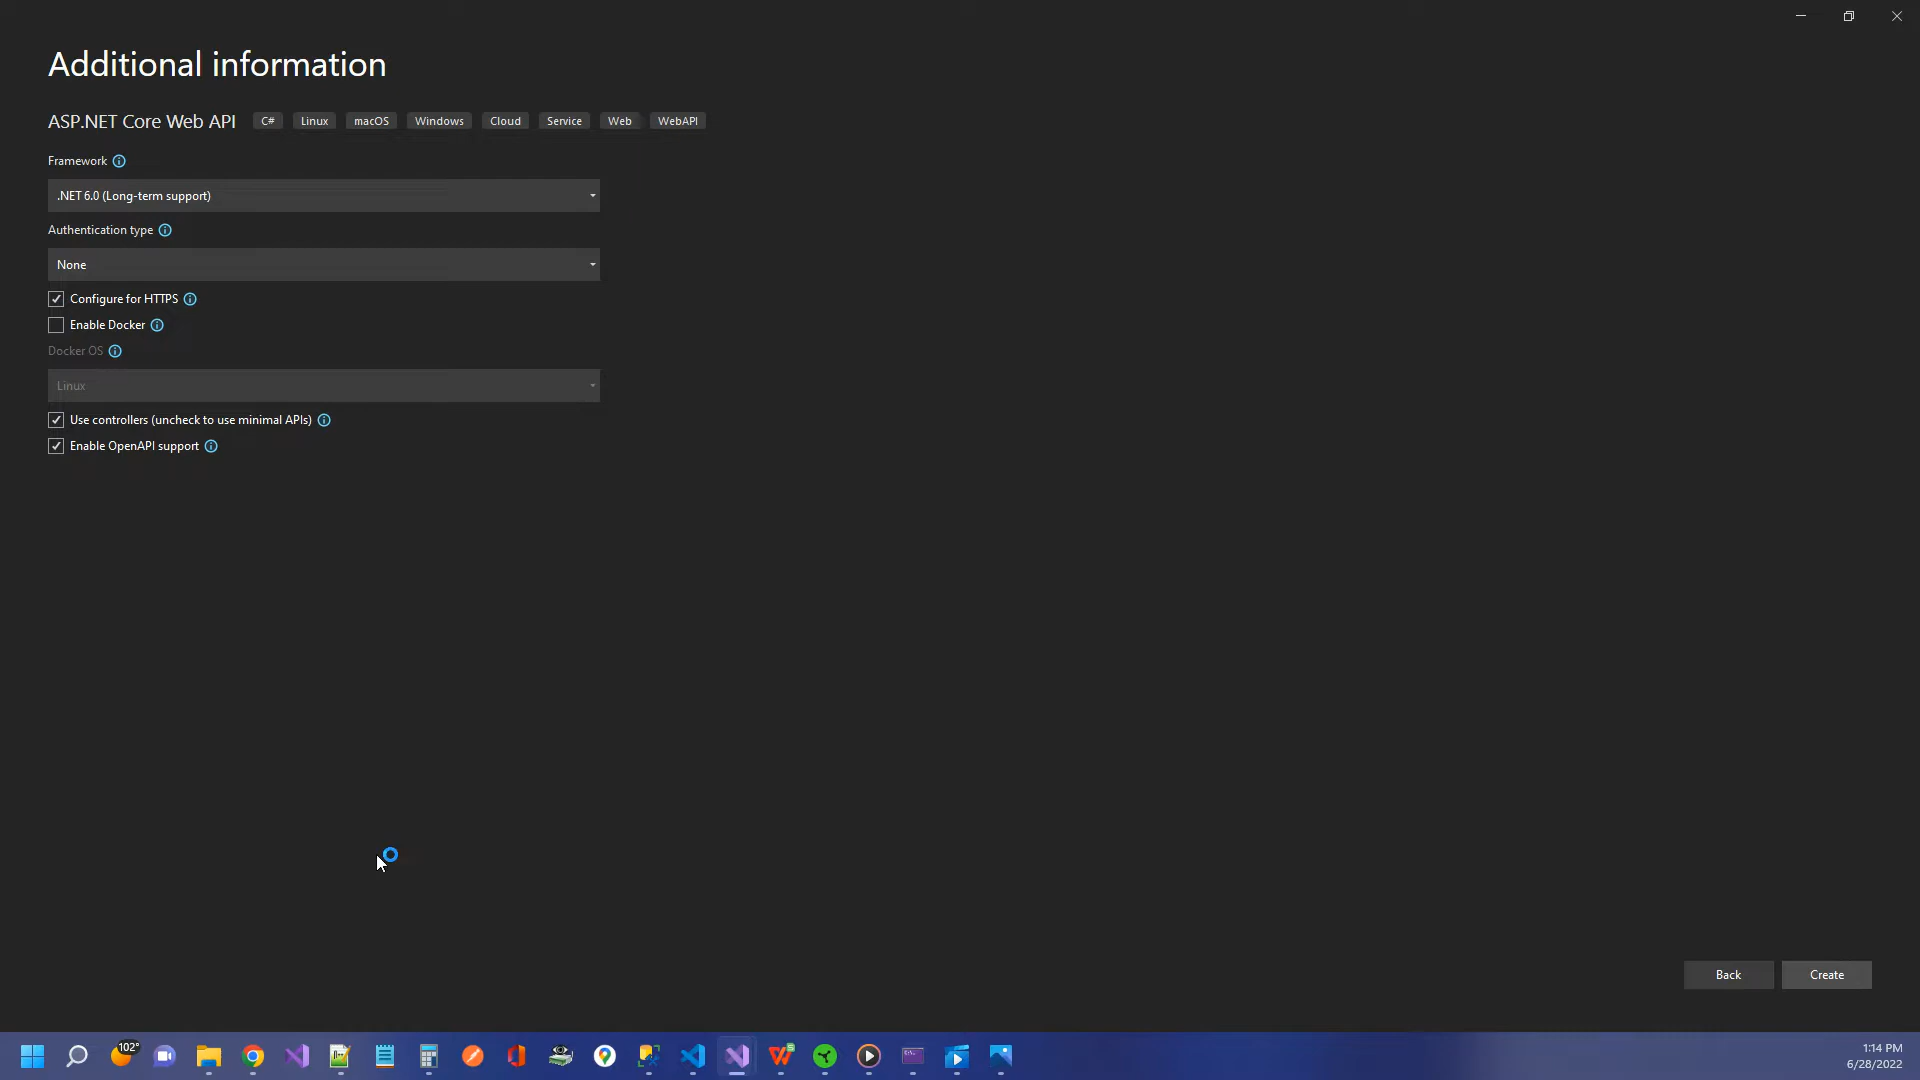 Additional information
ASP.NET Core Web API C# Linux macOS Windows Cloud Service Web WebAPI
Framework
.NET 6.0 (Long-term support)
Authentication type
None
Configure for HTTPS
Enable Docker
Docker OS
Linux
Use controllers (uncheck to use minimal APIs)
Enable OpenAPI support
Back Create
102°
1:14 PM
6/28/2022